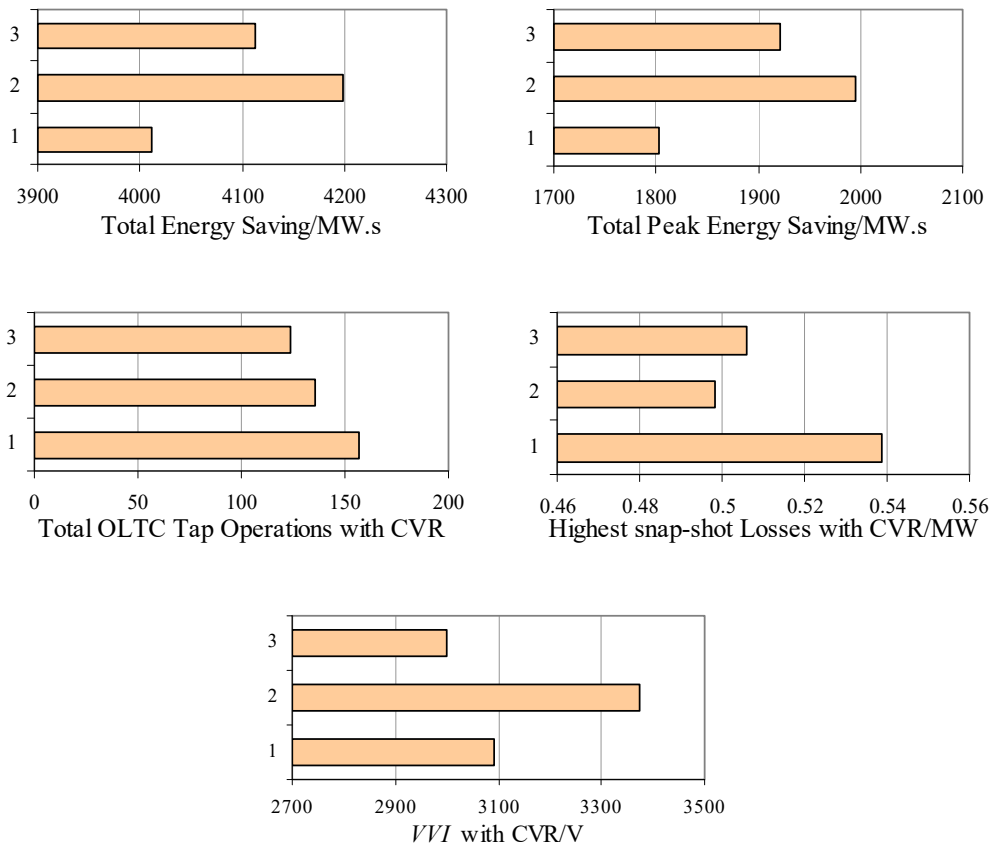 3
2
1
3900 4000 4100 4200 4300
Total Energy Saving/MW.s
3
2
1
1700 1800 1900 2000 2100
Total Peak Energy Saving/MW.s
3
2
1
0 50 100 150 200
Total OLTC Tap Operations with CVR
3
2
1
0.46 0.48 0.5 0.52 0.54 0.56
Highest snap-shot Losses with CVR/MW
3
2
1
2700 2900 3100 3300 3500
VVI with CVR/V